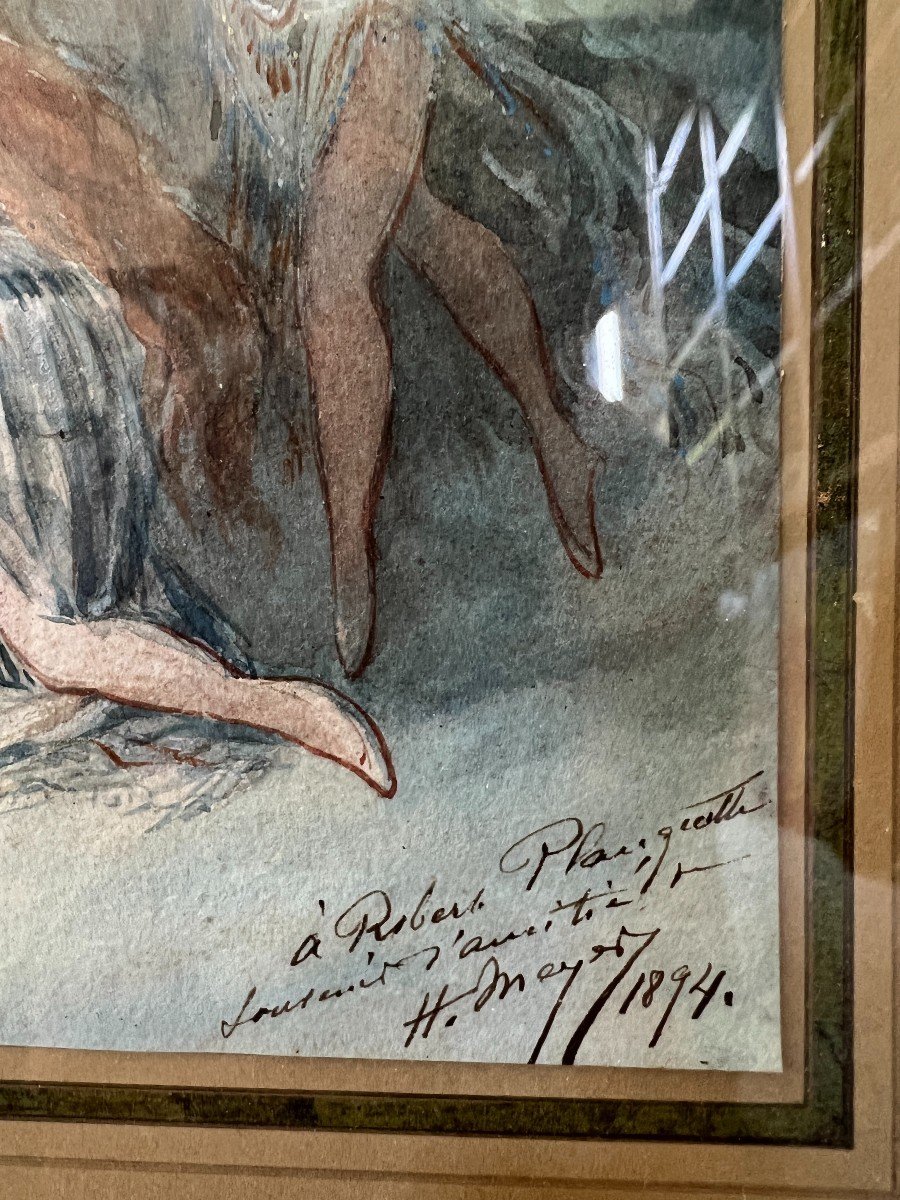 à Robert Planquette
souvenir d'amitié
H. Meyer 1894.